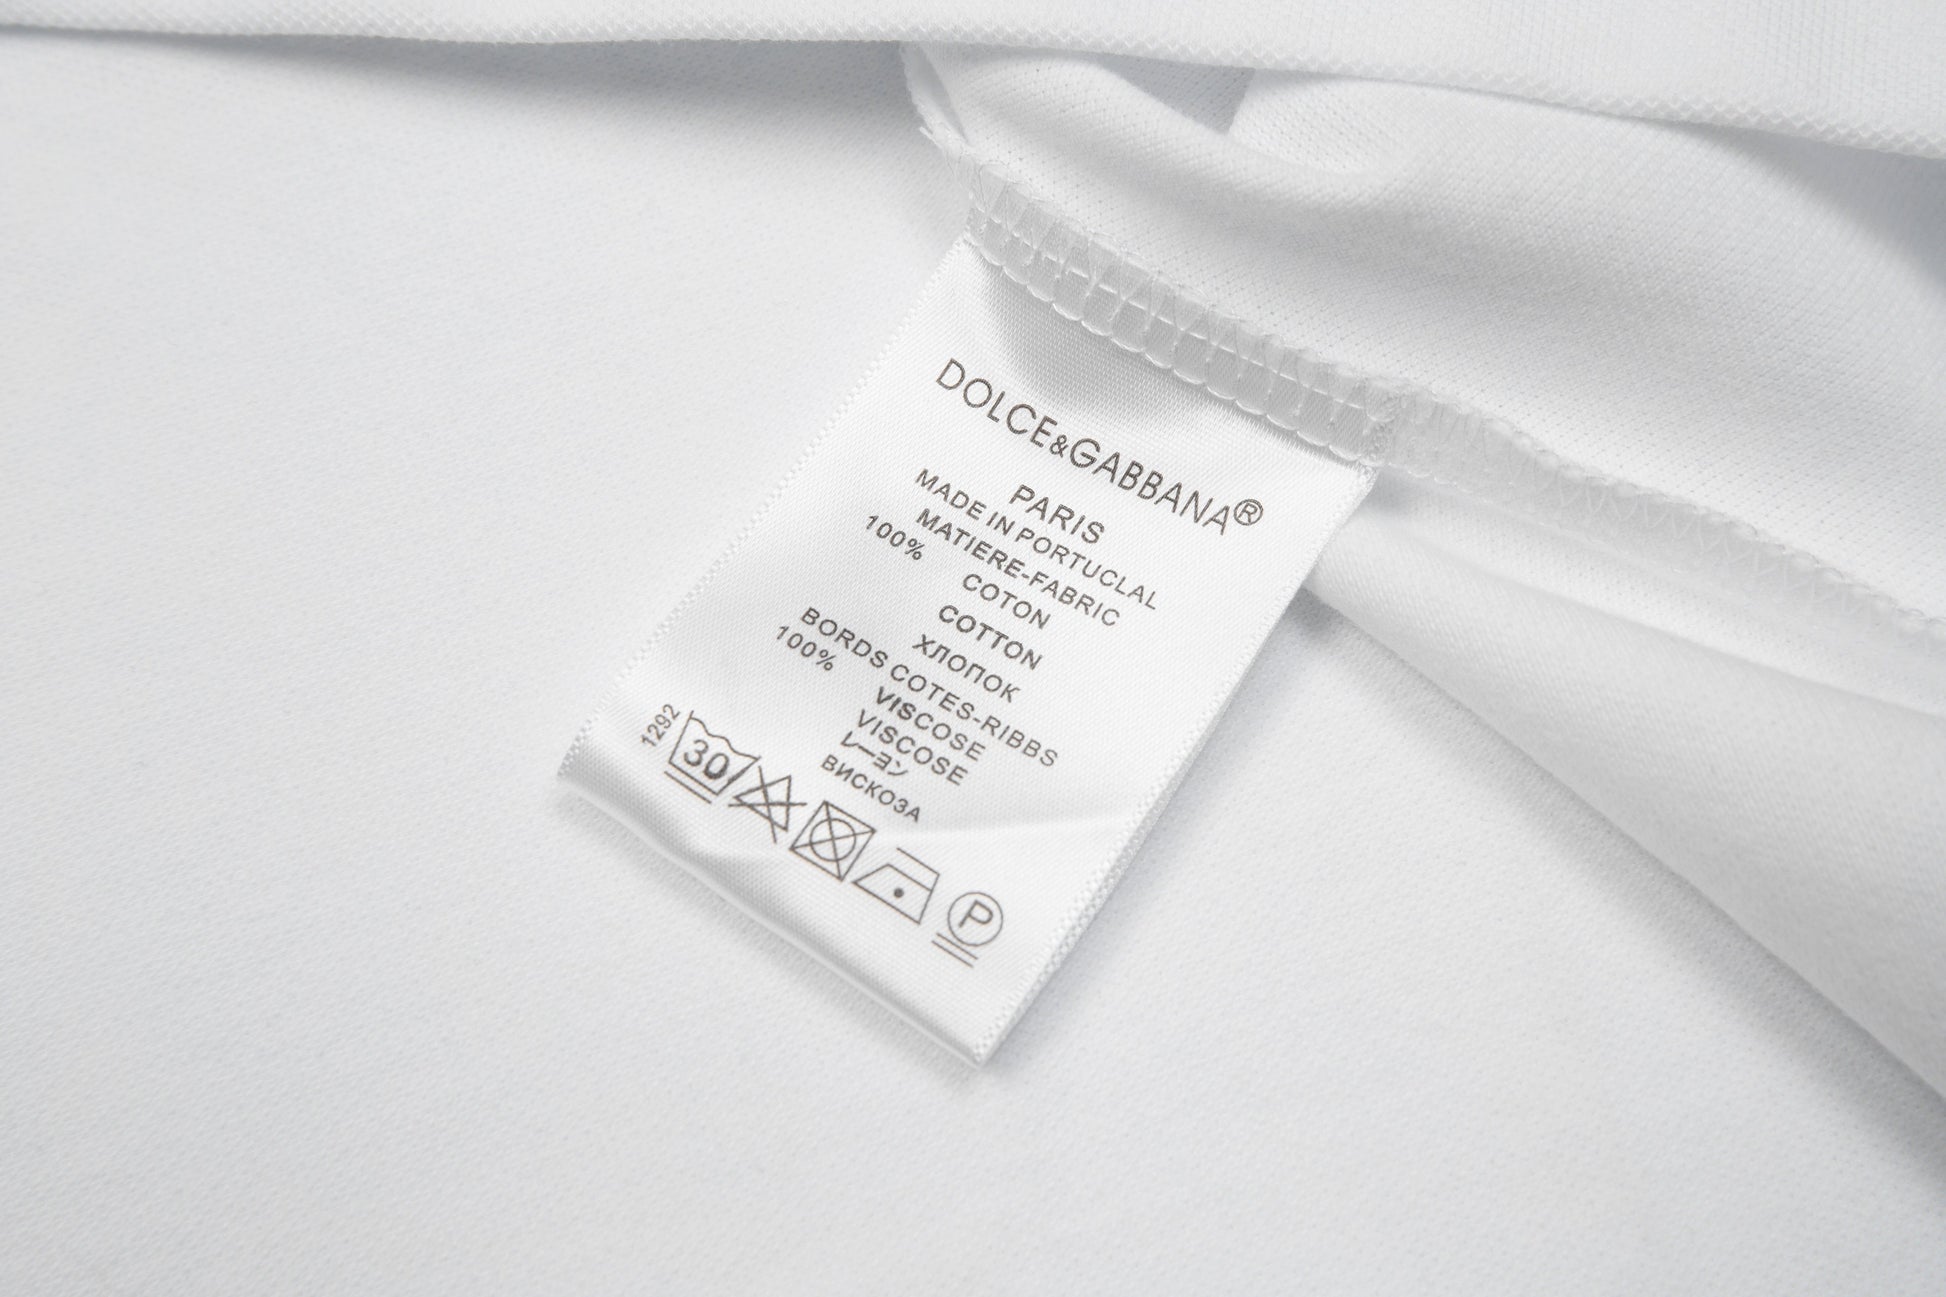 DOLCE&GABBANA®
PARIS
MADE IN PORTUCLAL
MATIERE-FABRIC
100%
COTON
COTTON
ХЛОПОК
BORDS COTES-RIBBS
100%
VISCOSE
VISCOSE
レーヨン
ВИСКОЗА
1292
30
P